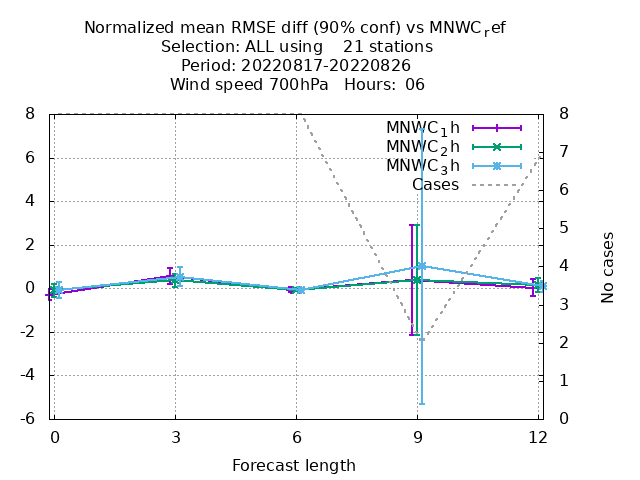 Normalized mean RMSE diff (90% conf) vs MNWCref
Selection: ALL using    21 stations
Period: 20220817-20220826
Wind speed 700hPa   Hours:  06
MNWC1h
MNWC2h
MNWC3h
Cases
8
6
4
2
0
-2
-4
-6
8
7
6
5
4
3
2
1
0
No cases
0 3 6 9 12
Forecast length